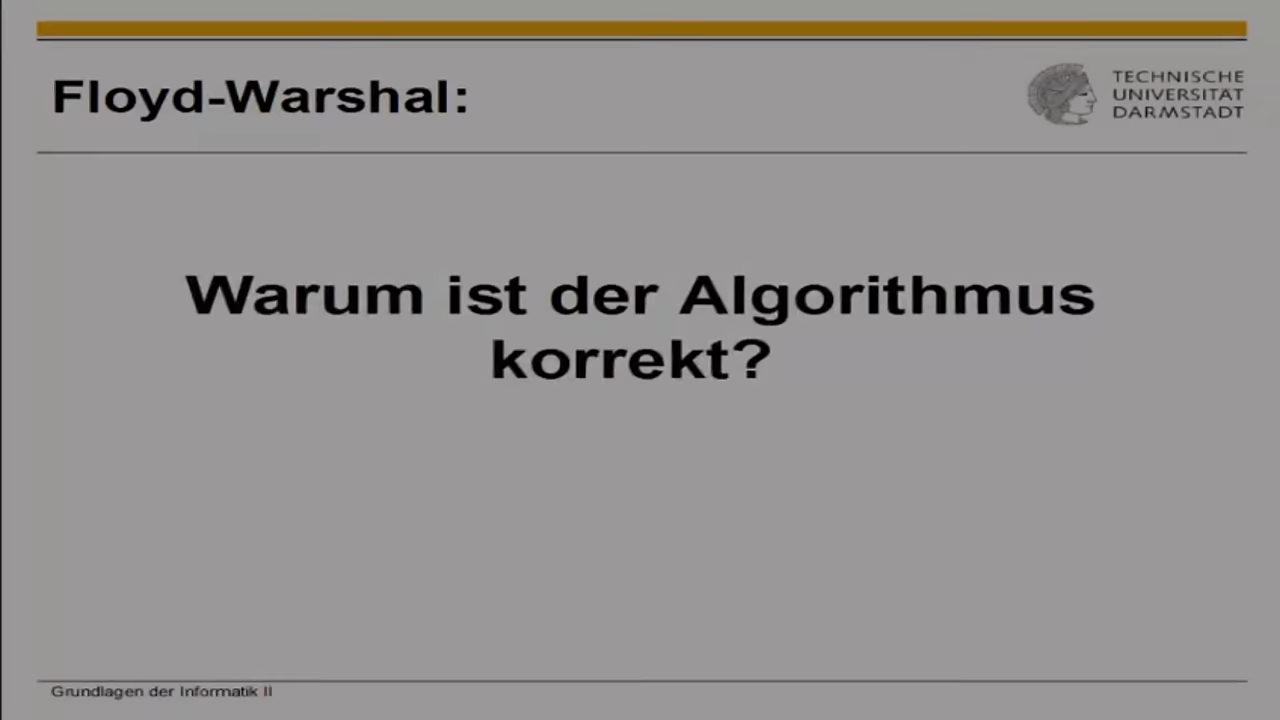 Floyd-Warshal:
TECHNISCHE
UNIVERSITÄT
DARMSTADT
Warum ist der Algorithmus
korrekt?
Grundlagen der Informatik II